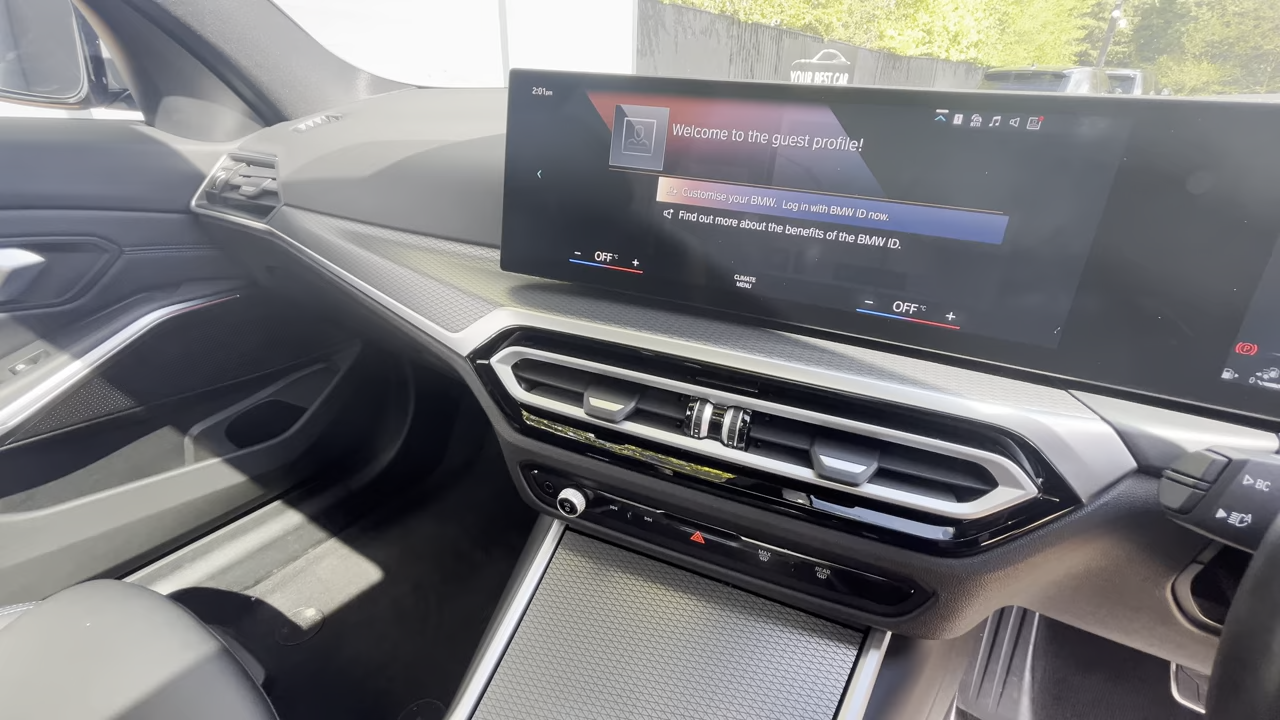 YOUR BEST CAR
2:01pm
Welcome to the guest profile!
Customise your BMW. Log in with BMW ID now.
Find out more about the benefits of the BMW ID.
− OFF °C +
CLIMATE
MENU
− OFF °C +
(P)
BC
MAX
REAR